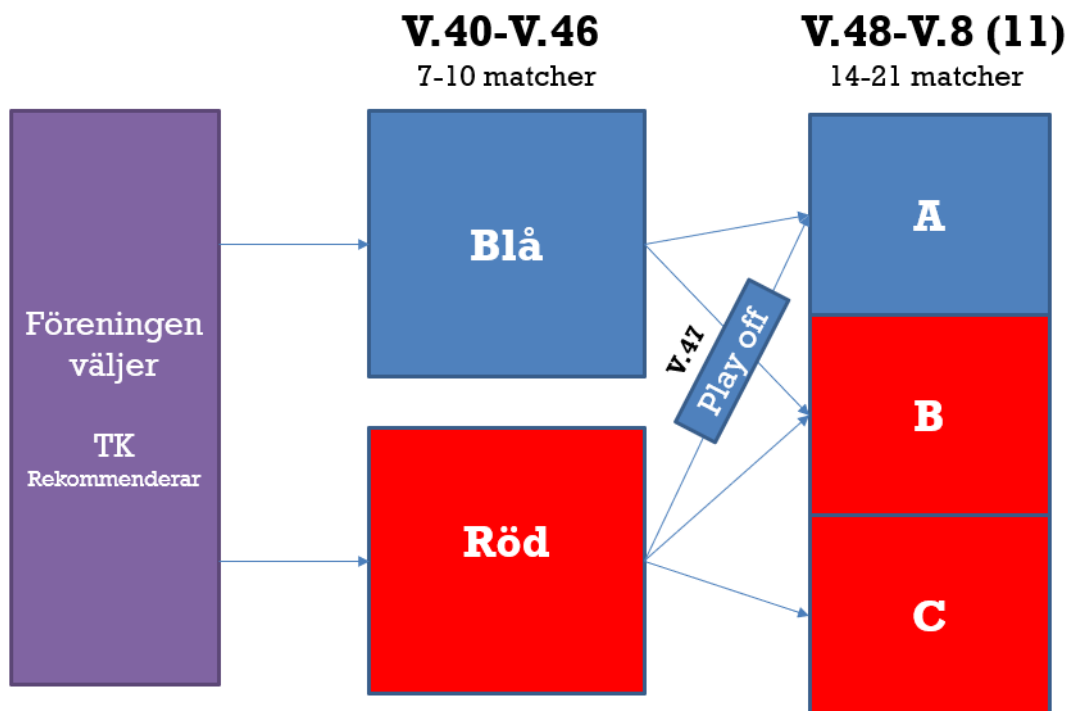 V.40-V.46
7-10 matcher
V.48-V.8 (11)
14-21 matcher
Föreningen
väljer
TK
Rekommenderar
Blå
Röd
V.47
Play off
A
B
C